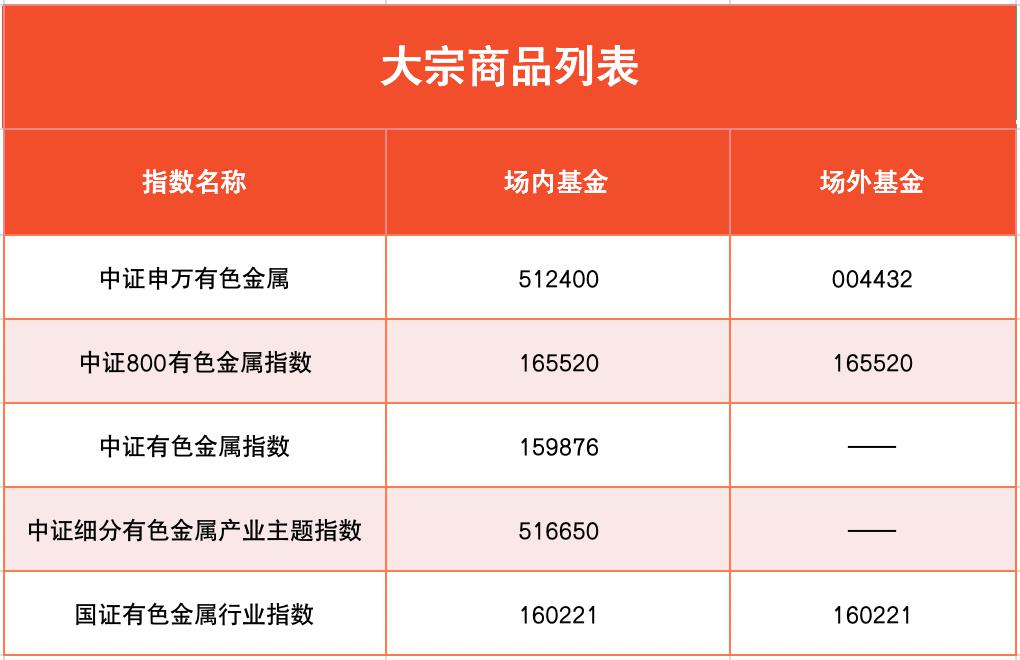 大宗商品列表
指数名称 场内基金 场外基金
中证申万有色金属 512400 004432
中证800有色金属指数 165520 165520
中证有色金属指数 159876 ——
中证细分有色金属产业主题指数 516650 ——
国证有色金属行业指数 160221 160221